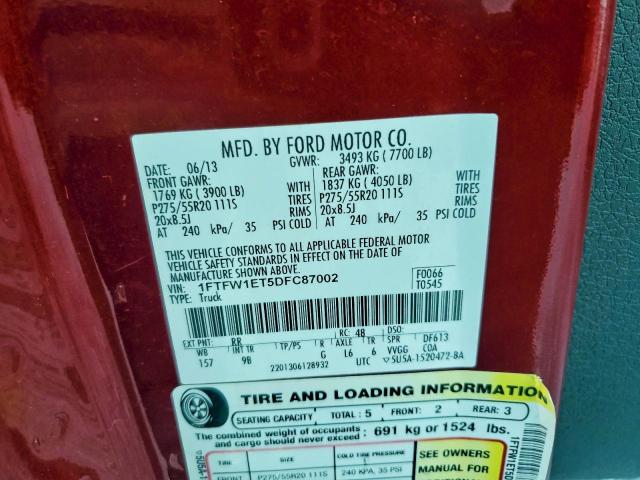 MFD. BY FORD MOTOR CO.
DATE: 06/13 GVWR: 3493 KG ( 7700 LB)
FRONT GAWR: REAR GAWR:
1769 KG ( 3900 LB) WITH 1837 KG ( 4050 LB) WITH
P275/55R20 111S TIRES P275/55R20 111S TIRES
20x8.5J RIMS 20x8.5J RIMS
AT 240 kPa/ 35 PSI COLD AT 240 kPa/ 35 PSI COLD
THIS VEHICLE CONFORMS TO ALL APPLICABLE FEDERAL MOTOR
VEHICLE SAFETY STANDARDS IN EFFECT ON THE DATE OF
MANUFACTURE SHOWN ABOVE.
VIN: 1FTFW1ET5DFC87002 F0066
TYPE: Truck T0545
EXT PNT: RR RC: 48 DSO:
WB INT TR TP/PS R AXLE TR SPR DF613
157 9B G L6 6 VVGG COA
2201306128932 UTC 5U5A-1520472-BA
TIRE AND LOADING INFORMATION
SEATING CAPACITY TOTAL : 5 FRONT: 2 REAR: 3
The combined weight of occupants and cargo should never exceed : 691 kg or 1524 lbs.
TIRE SIZE COLD TIRE PRESSURE SEE OWNERS
FRONT P275/55R20 111S 240 KPA, 35 PSI MANUAL FOR